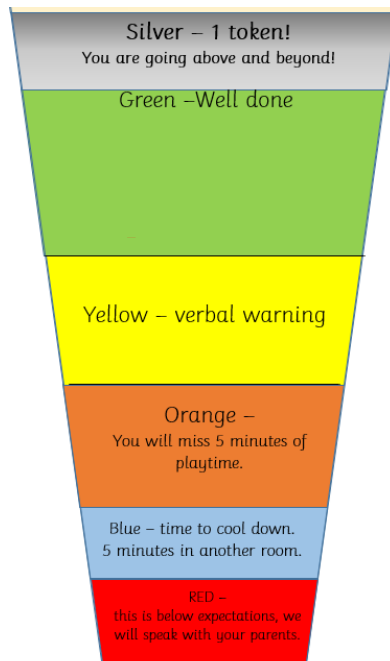 Silver – 1 token!
You are going above and beyond!
Green –Well done
Yellow – verbal warning
Orange –
You will miss 5 minutes of
playtime.
Blue – time to cool down.
5 minutes in another room.
RED –
this is below expectations, we
will speak with your parents.